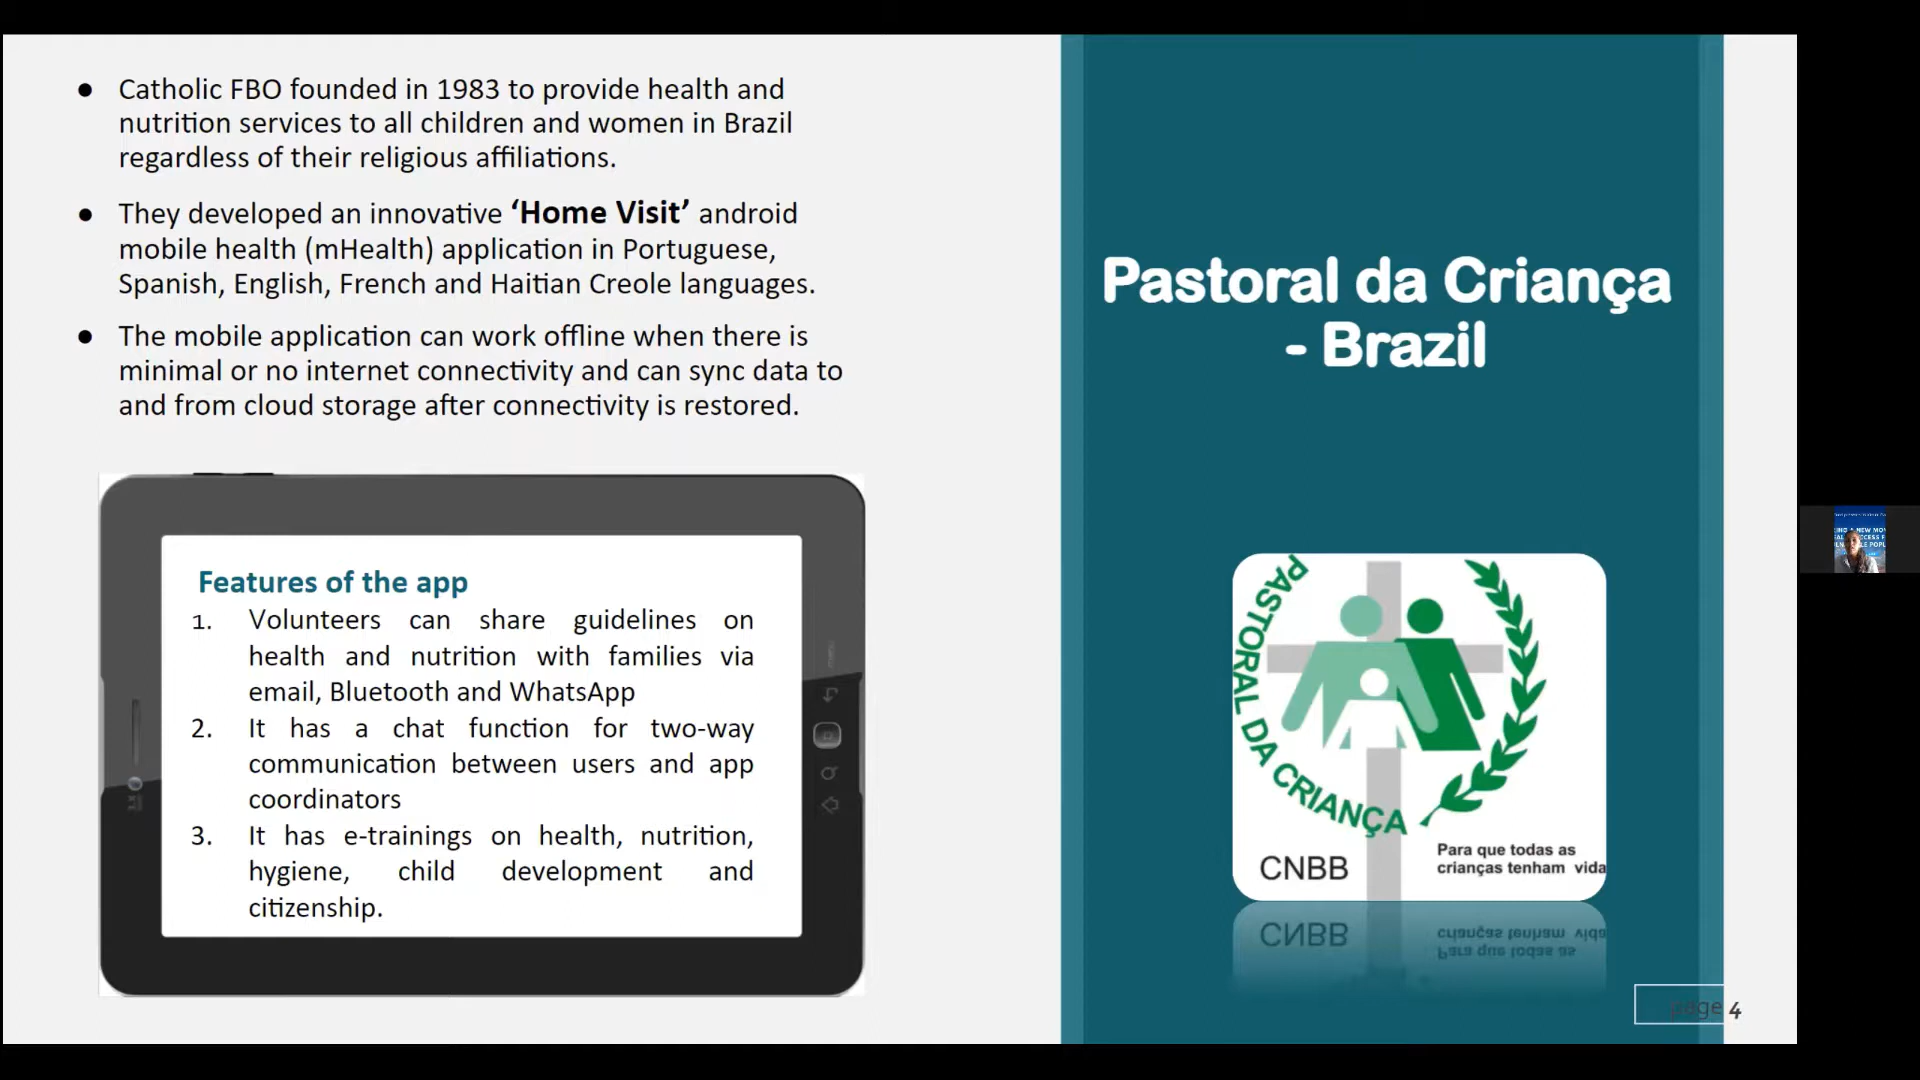 ● Catholic FBO founded in 1983 to provide health and
nutrition services to all children and women in Brazil
regardless of their religious affiliations.
● They developed an innovative ‘Home Visit’ android
mobile health (mHealth) application in Portuguese,
Spanish, English, French and Haitian Creole languages.
● The mobile application can work offline when there is
minimal or no internet connectivity and can sync data to
and from cloud storage after connectivity is restored.
Features of the app
1. Volunteers can share guidelines on
health and nutrition with families via
email, Bluetooth and WhatsApp
2. It has a chat function for two-way
communication between users and app
coordinators
3. It has e-trainings on health, nutrition,
hygiene, child development and
citizenship.
Pastoral da Criança
- Brazil
PASTORAL DA CRIANÇA
CNBB
Para que todas as
crianças tenham vida
page 4